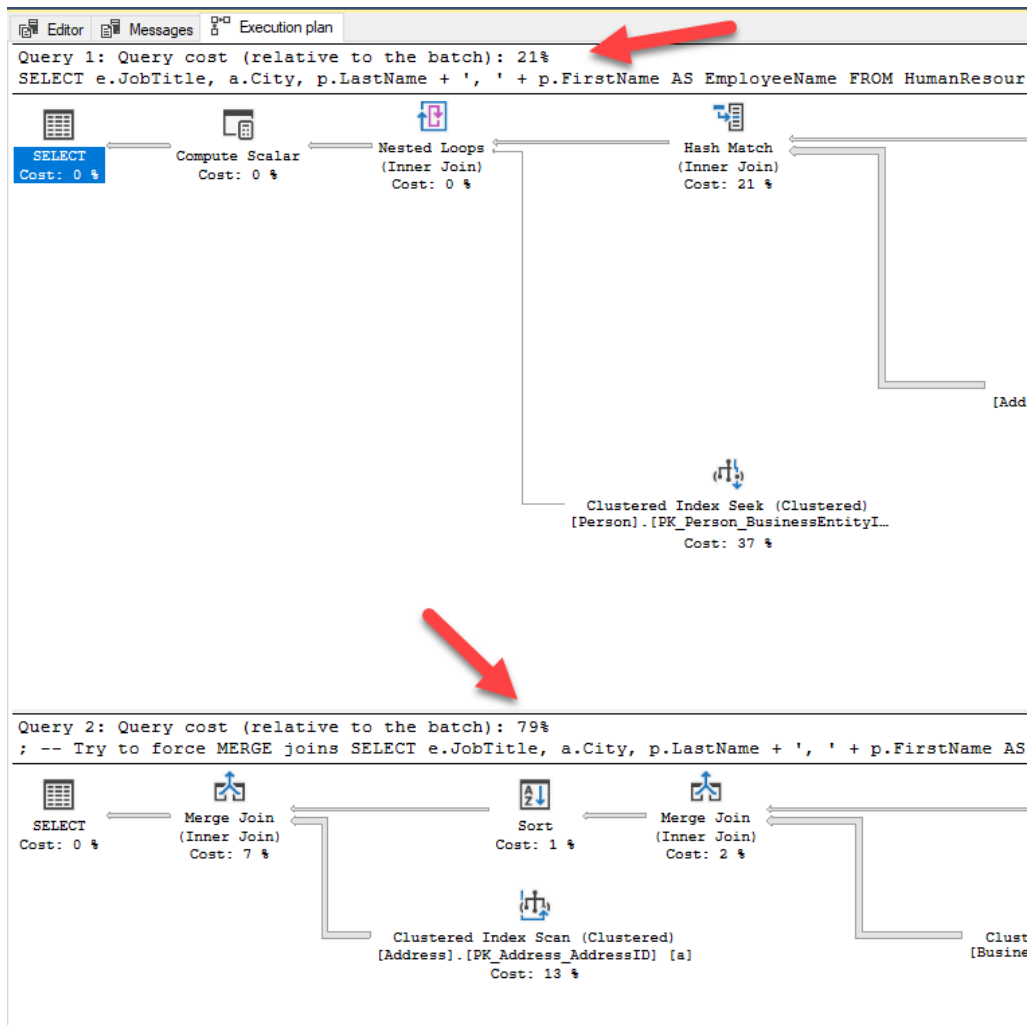 Editor Messages Execution plan
Query 1: Query cost (relative to the batch): 21%
SELECT e.JobTitle, a.City, p.LastName + ', ' + p.FirstName AS EmployeeName FROM HumanResour
SELECT
Cost: 0 %
Compute Scalar
Cost: 0 %
Nested Loops
(Inner Join)
Cost: 0 %
Hash Match
(Inner Join)
Cost: 21 %
[Add
Clustered Index Seek (Clustered)
[Person].[PK_Person_BusinessEntityI…
Cost: 37 %
Query 2: Query cost (relative to the batch): 79%
; -- Try to force MERGE joins SELECT e.JobTitle, a.City, p.LastName + ', ' + p.FirstName AS
SELECT
Cost: 0 %
Merge Join
(Inner Join)
Cost: 7 %
Sort
Cost: 1 %
Merge Join
(Inner Join)
Cost: 2 %
Clustered Index Scan (Clustered)
[Address].[PK_Address_AddressID] [a]
Cost: 13 %
Clust
[Busine